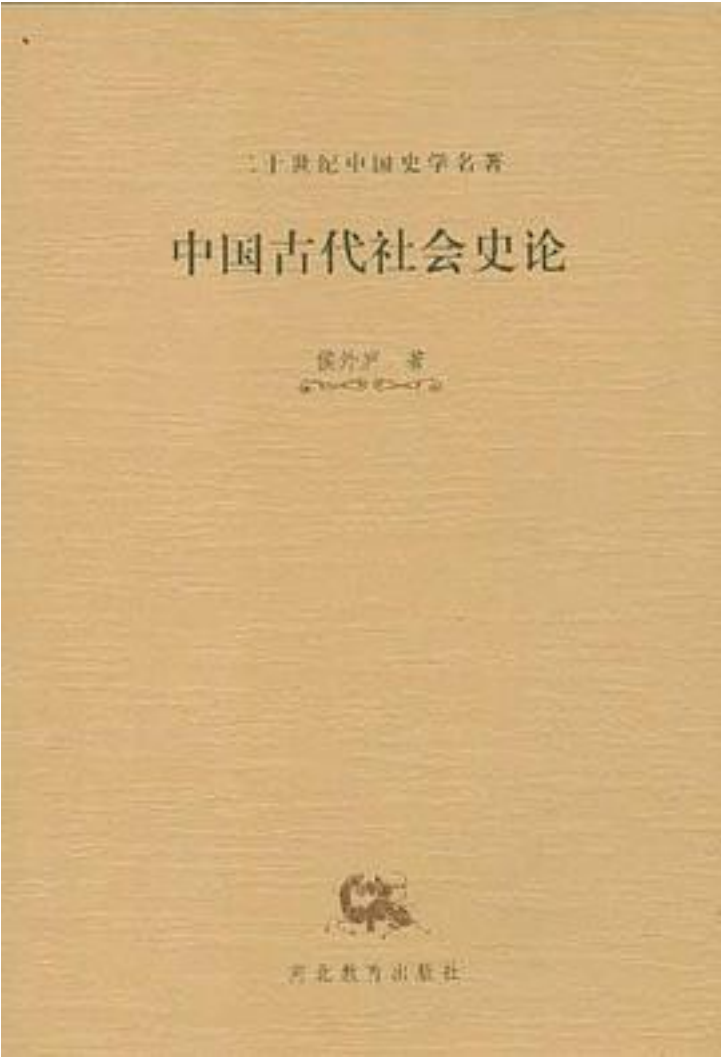 二十世纪中国史学名著
中国古代社会史论
侯外庐 著
河北教育出版社